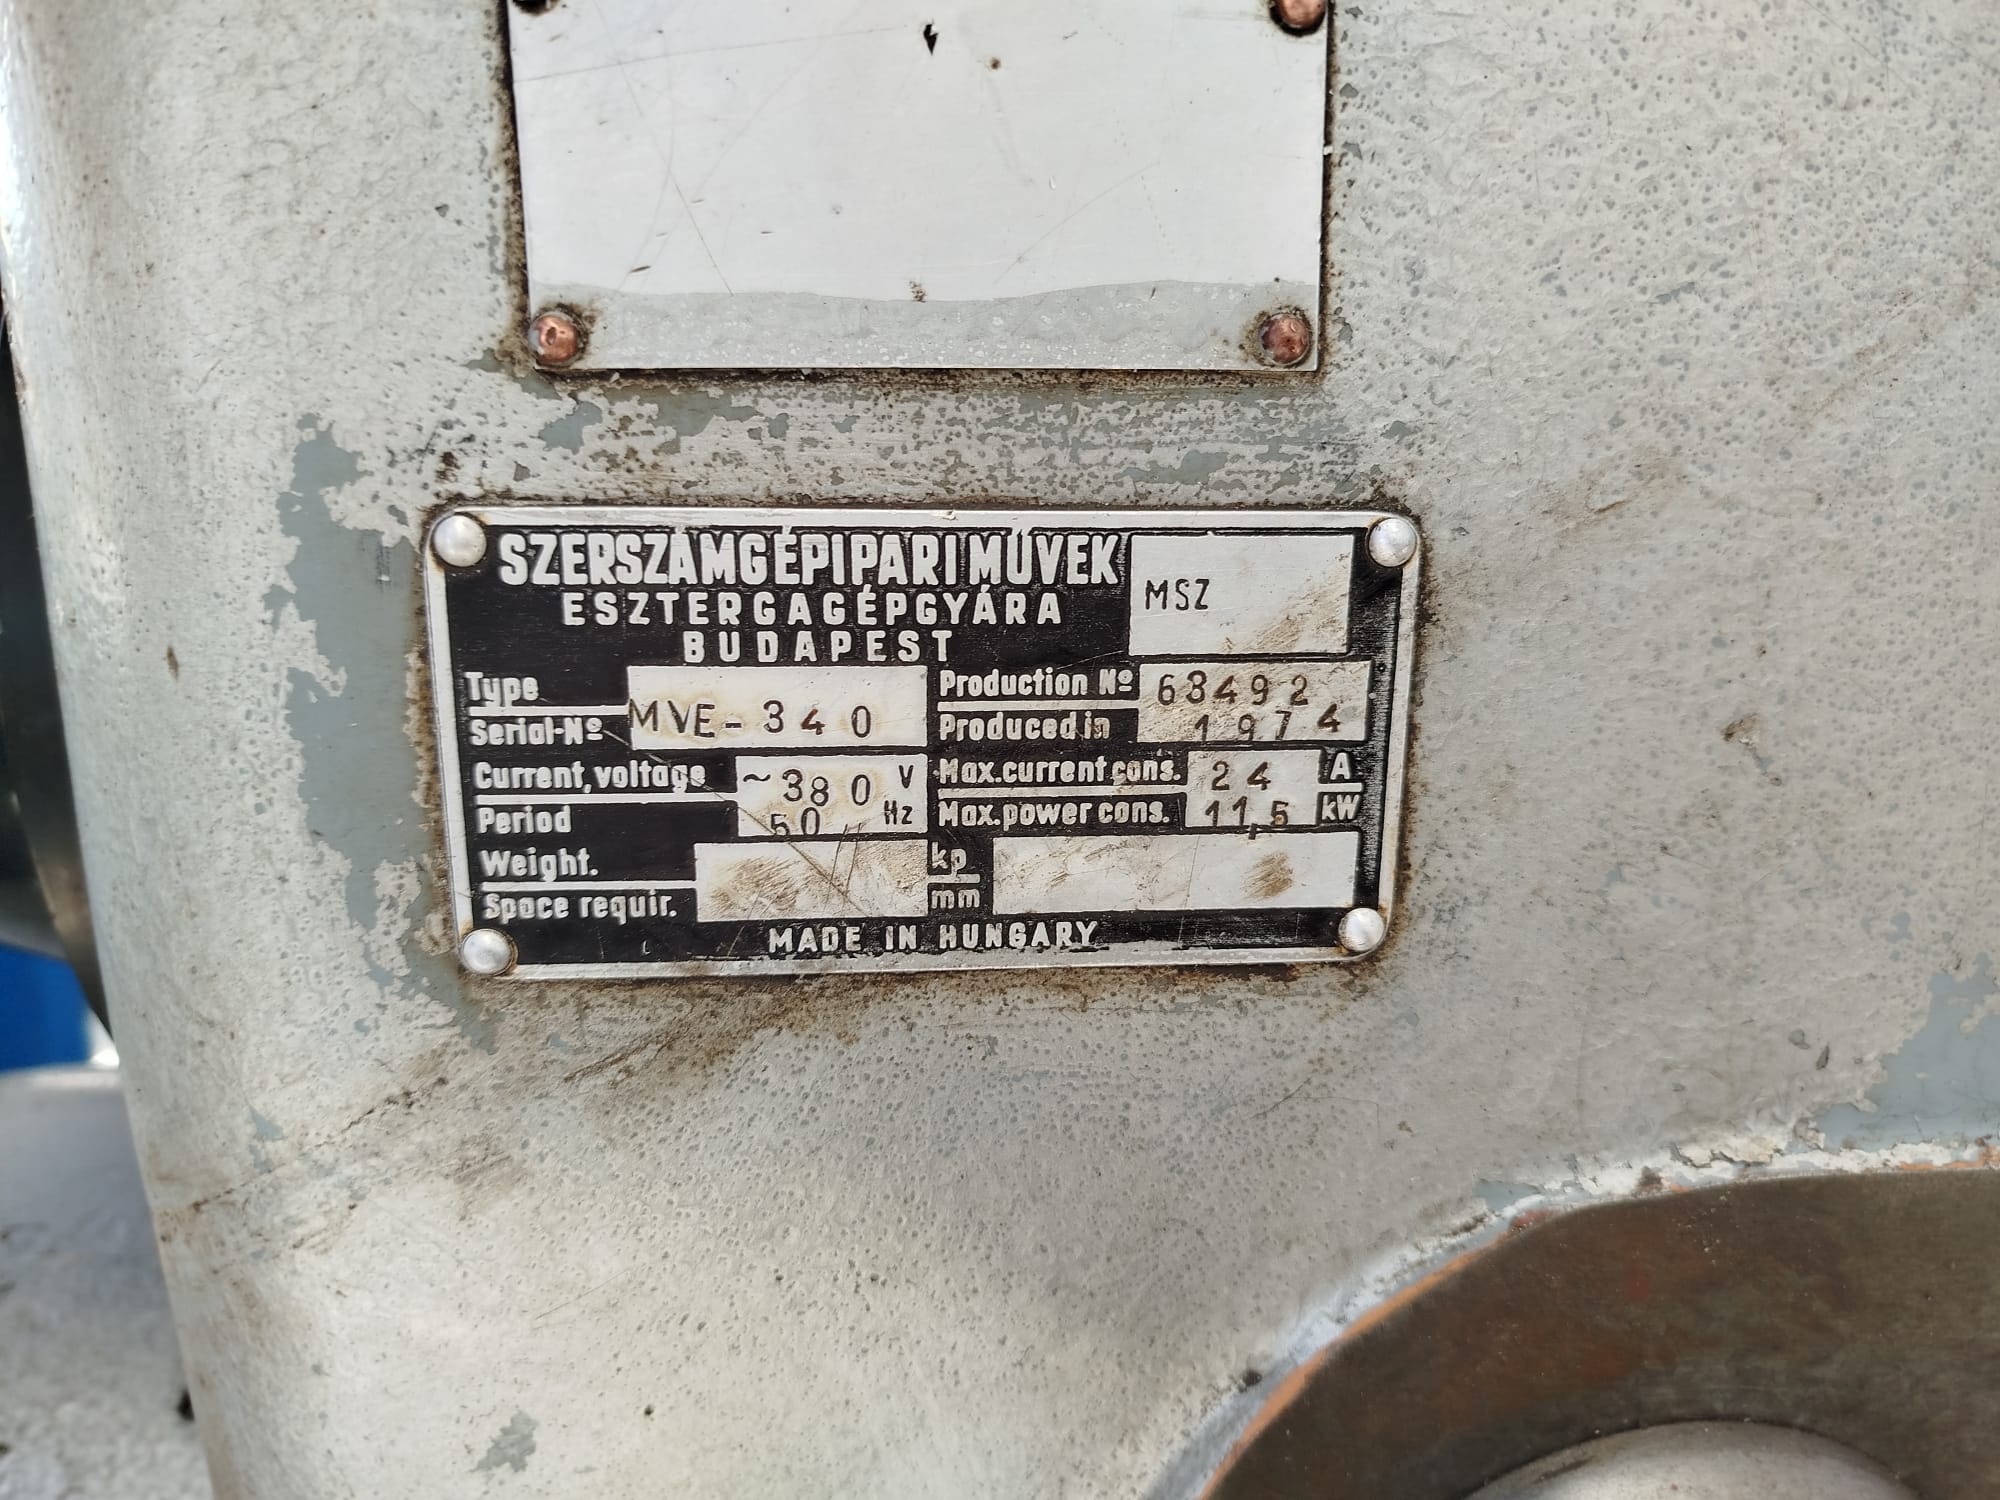 SZERSZÁMGÉPIPARI MŰVEK
ESZTERGAGÉPGYÁRA
BUDAPEST
MSZ
Type
Serial-Nº
MVE-340
Production Nº 63492
Produced in 1974
Current, voltage ~380 V
Period 50 Hz
Max. current cons. 24 A
Max. power cons. 11,5 kW
Weight. kp
Space requir. mm
MADE IN HUNGARY